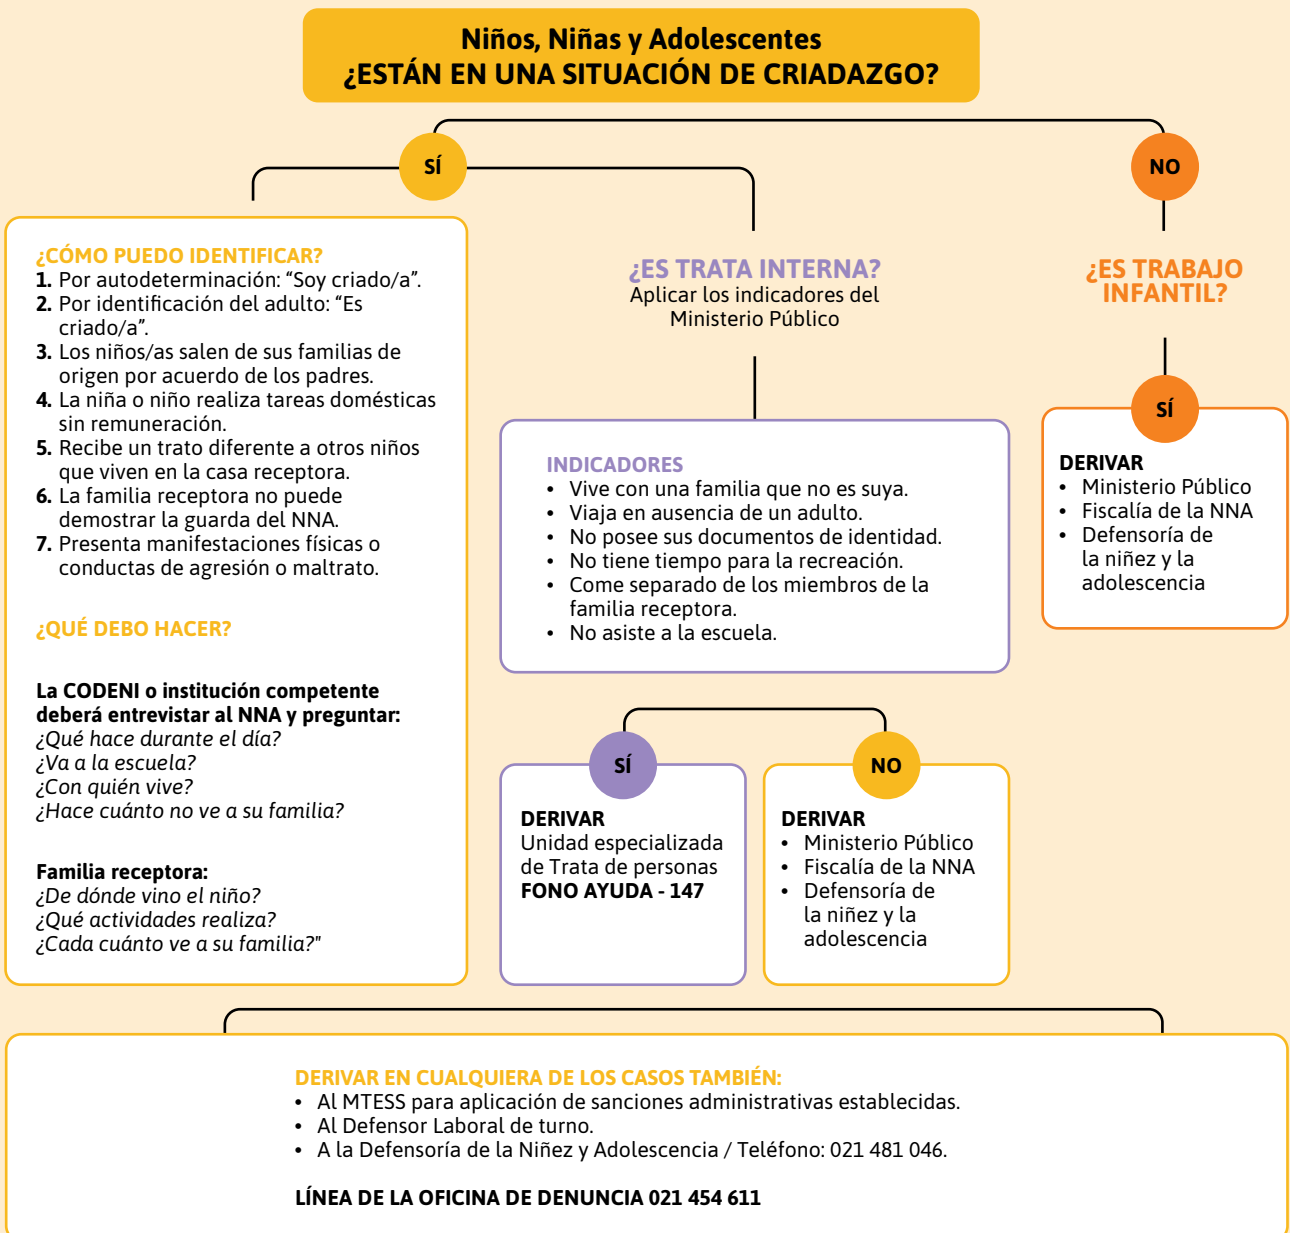 Niños, Niñas y Adolescentes
¿ESTÁN EN UNA SITUACIÓN DE CRIADAZGO?
SÍ
NO
¿CÓMO PUEDO IDENTIFICAR?
1. Por autodeterminación: “Soy criado/a”.
2. Por identificación del adulto: “Es
criado/a”.
3. Los niños/as salen de sus familias de
origen por acuerdo de los padres.
4. La niña o niño realiza tareas domésticas
sin remuneración.
5. Recibe un trato diferente a otros niños
que viven en la casa receptora.
6. La familia receptora no puede
demostrar la guarda del NNA.
7. Presenta manifestaciones físicas o
conductas de agresión o maltrato.
¿QUÉ DEBO HACER?
La CODENI o institución competente
deberá entrevistar al NNA y preguntar:
¿Qué hace durante el día?
¿Va a la escuela?
¿Con quién vive?
¿Hace cuánto no ve a su familia?
Familia receptora:
¿De dónde vino el niño?
¿Qué actividades realiza?
¿Cada cuánto ve a su familia?"
¿ES TRATA INTERNA?
Aplicar los indicadores del
Ministerio Público
INDICADORES
• Vive con una familia que no es suya.
• Viaja en ausencia de un adulto.
• No posee sus documentos de identidad.
• No tiene tiempo para la recreación.
• Come separado de los miembros de la
familia receptora.
• No asiste a la escuela.
SÍ
DERIVAR
Unidad especializada
de Trata de personas
FONO AYUDA - 147
NO
DERIVAR
• Ministerio Público
• Fiscalía de la NNA
• Defensoría de
la niñez y la
adolescencia
¿ES TRABAJO
INFANTIL?
SÍ
DERIVAR
• Ministerio Público
• Fiscalía de la NNA
• Defensoría de
la niñez y la
adolescencia
DERIVAR EN CUALQUIERA DE LOS CASOS TAMBIÉN:
• Al MTESS para aplicación de sanciones administrativas establecidas.
• Al Defensor Laboral de turno.
• A la Defensoría de la Niñez y Adolescencia / Teléfono: 021 481 046.
LÍNEA DE LA OFICINA DE DENUNCIA 021 454 611